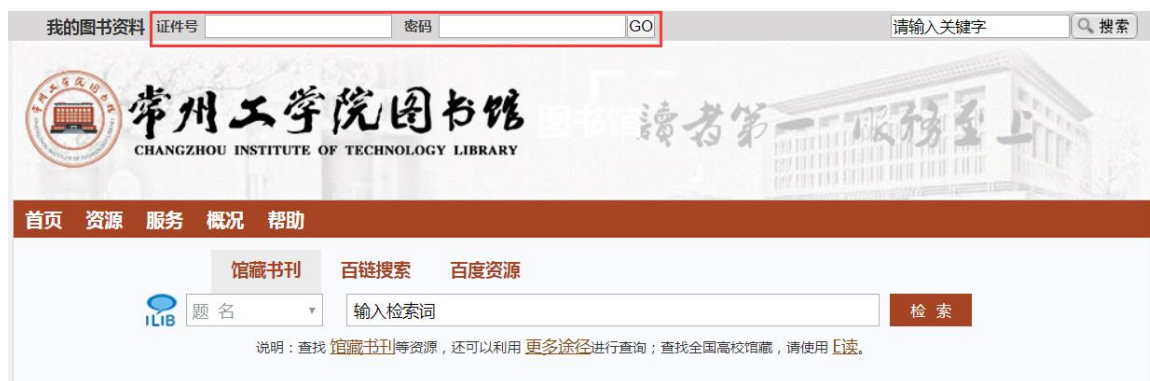 我的图书资料 证件号 密码 GO 请输入关键字 搜索
常州工学院图书馆
CHANGZHOU INSTITUTE OF TECHNOLOGY LIBRARY
图书馆 讀者第一 服務至上
首页 资源 服务 概况 帮助
馆藏书刊 百链搜索 百度资源
ILIB 题 名 输入检索词 检 索
说明：查找 馆藏书刊等资源，还可以利用 更多途径进行查询；查找全国高校馆藏，请使用 E读。